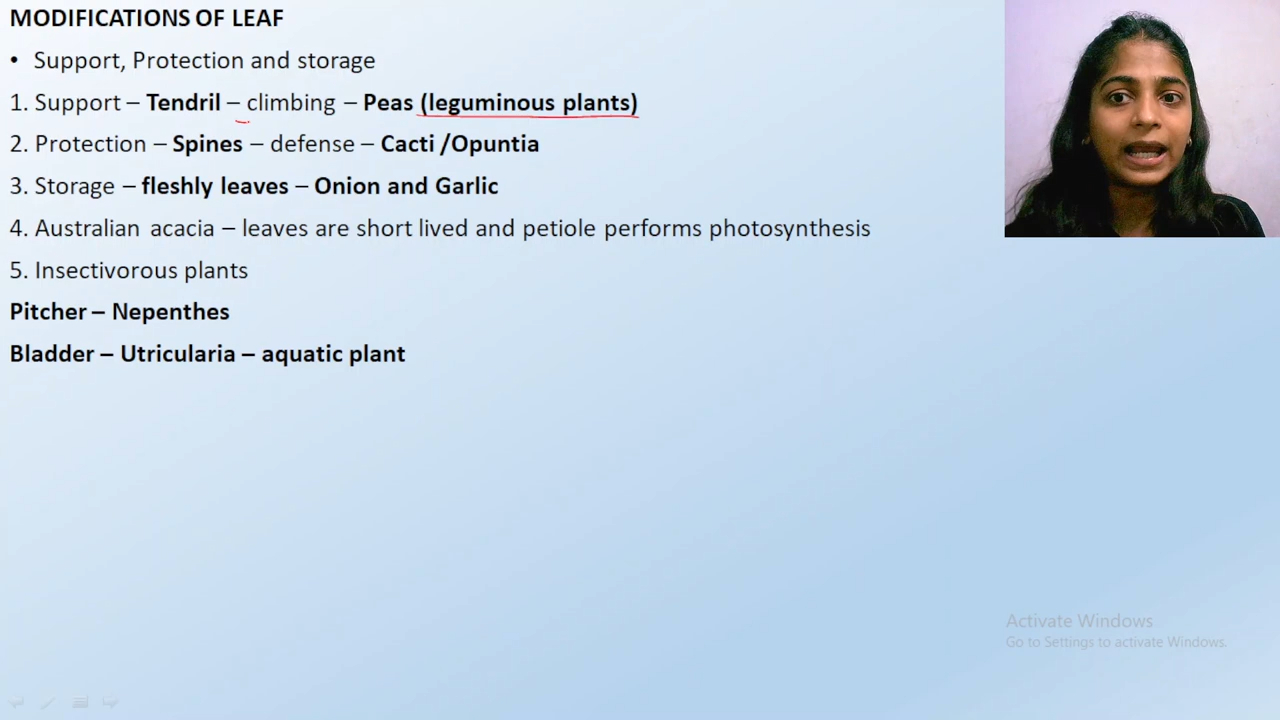 MODIFICATIONS OF LEAF
• Support, Protection and storage
1. Support – Tendril – climbing – Peas (leguminous plants)
2. Protection – Spines – defense – Cacti /Opuntia
3. Storage – fleshly leaves – Onion and Garlic
4. Australian acacia – leaves are short lived and petiole performs photosynthesis
5. Insectivorous plants
Pitcher – Nepenthes
Bladder – Utricularia – aquatic plant
Activate Windows
Go to Settings to activate Windows.